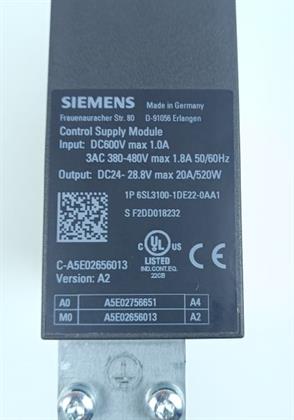 SIEMENS Made in Germany
Frauenauracher Str. 80 D-91056 Erlangen
Control Supply Module
Input: DC600V max 1.0A
3AC 380-480V max 1.8A 50/60Hz
Output: DC24- 28.8V max 20A/520W
1P 6SL3100-1DE22-0AA1
S F2DD018232
C UL US
LISTED
IND.CONT.EQ.
22CB
C-A5E02656013
Version: A2
A0 A5E02756651 A4
M0 A5E02656013 A2